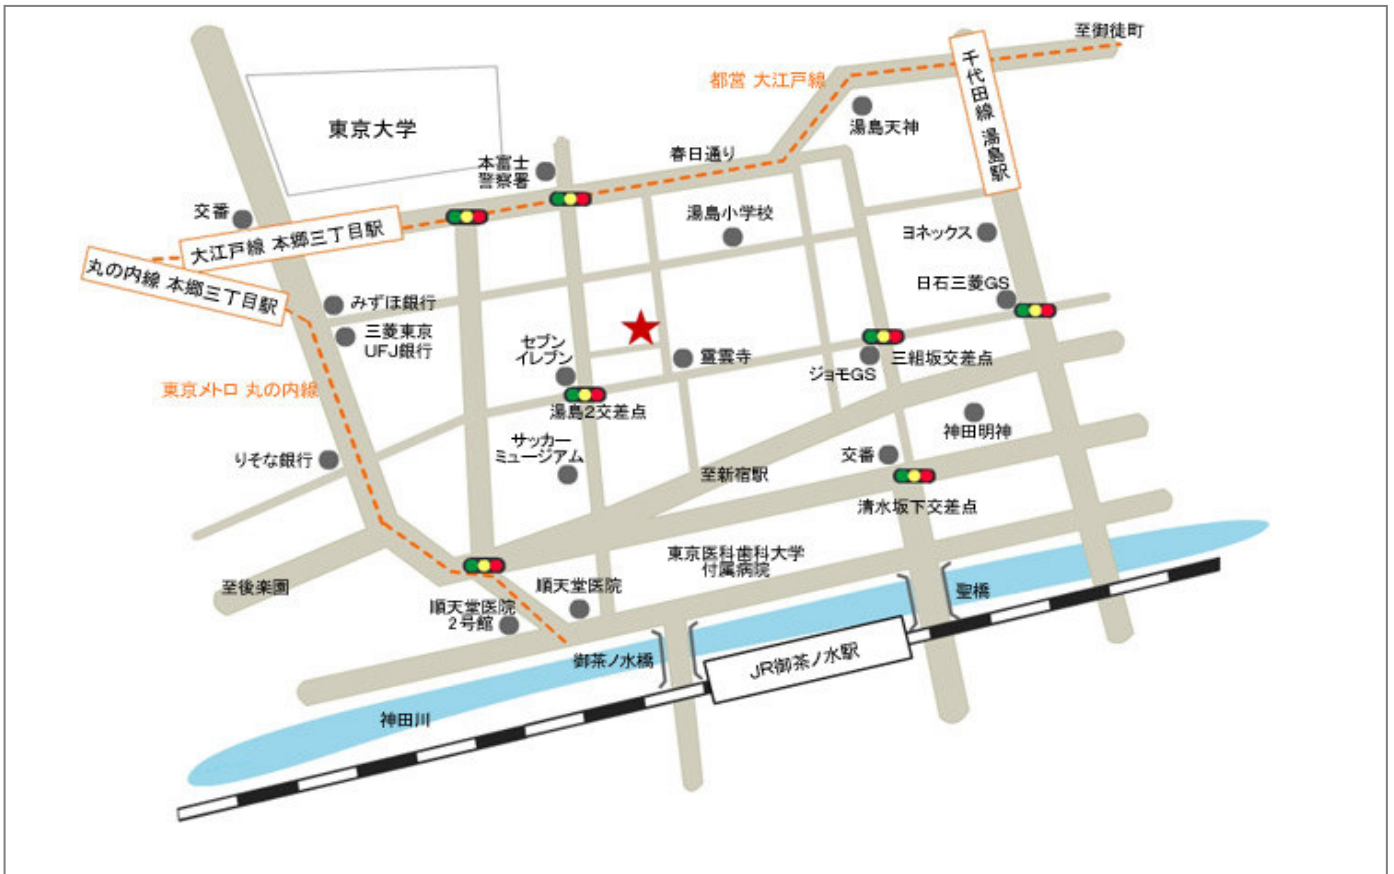 至御徒町
都営 大江戸線
千代田線 湯島駅
湯島天神
東京大学
春日通り
本富士
警察署
交番
湯島小学校
大江戸線 本郷三丁目駅
ヨネックス
丸の内線 本郷三丁目駅
日石三菱GS
みずほ銀行
三菱東京
UFJ銀行
セブン
イレブン
霊雲寺
三組坂交差点
ジョモGS
東京メトロ 丸の内線
湯島2交差点
神田明神
サッカー
ミュージアム
りそな銀行
交番
至新宿駅
清水坂下交差点
東京医科歯科大学
付属病院
至後楽園
順天堂医院
順天堂医院
2号館
聖橋
御茶ノ水橋
JR御茶ノ水駅
神田川